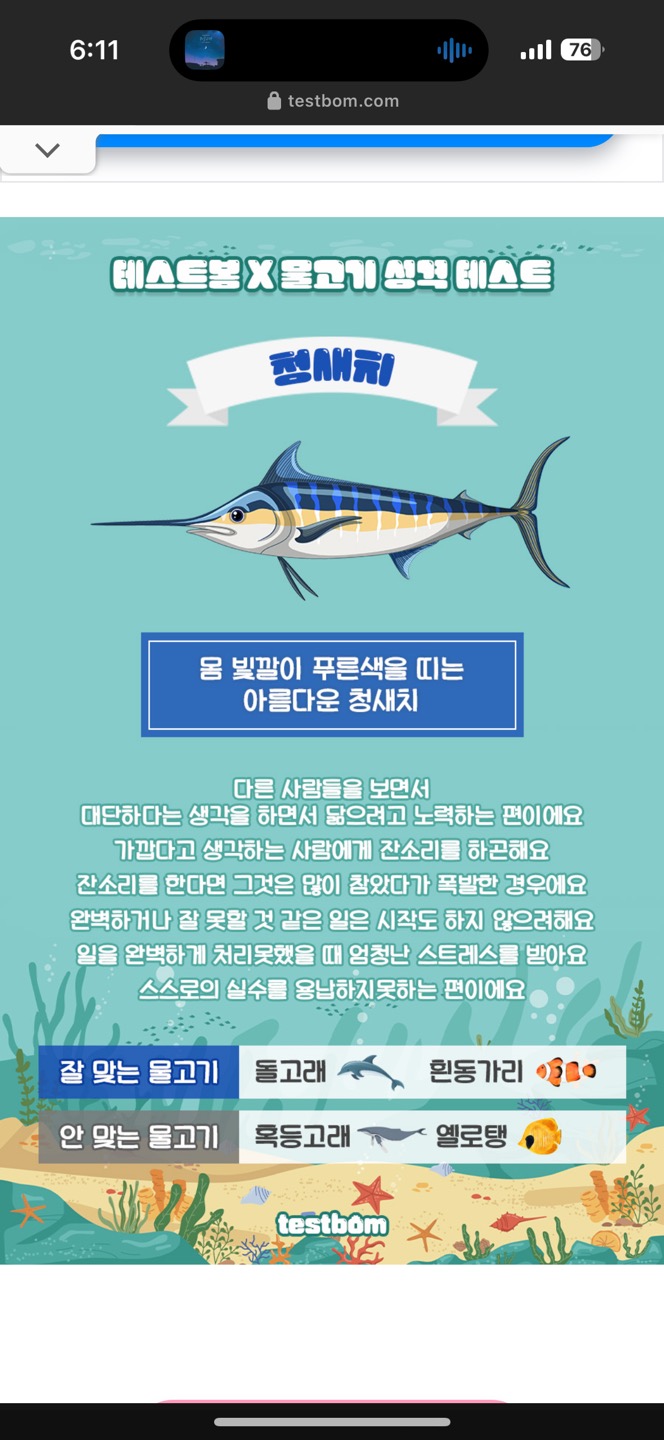 6:11
76
testbom.com
테스트봄 X 물고기 성격 테스트
청새치
몸 빛깔이 푸른색을 띠는
아름다운 청새치
다른 사람들을 보면서
대단하다는 생각을 하면서 닮으려고 노력하는 편이에요
가깝다고 생각하는 사람에게 잔소리를 하곤해요
잔소리를 한다면 그것은 많이 참았다가 폭발한 경우에요
완벽하거나 잘 못할 것 같은 일은 시작도 하지 않으려해요
일을 완벽하게 처리못했을 때 엄청난 스트레스를 받아요
스스로의 실수를 용납하지못하는 편이에요
잘 맞는 물고기 돌고래 흰동가리
안 맞는 물고기 혹등고래 옐로탱
testbom